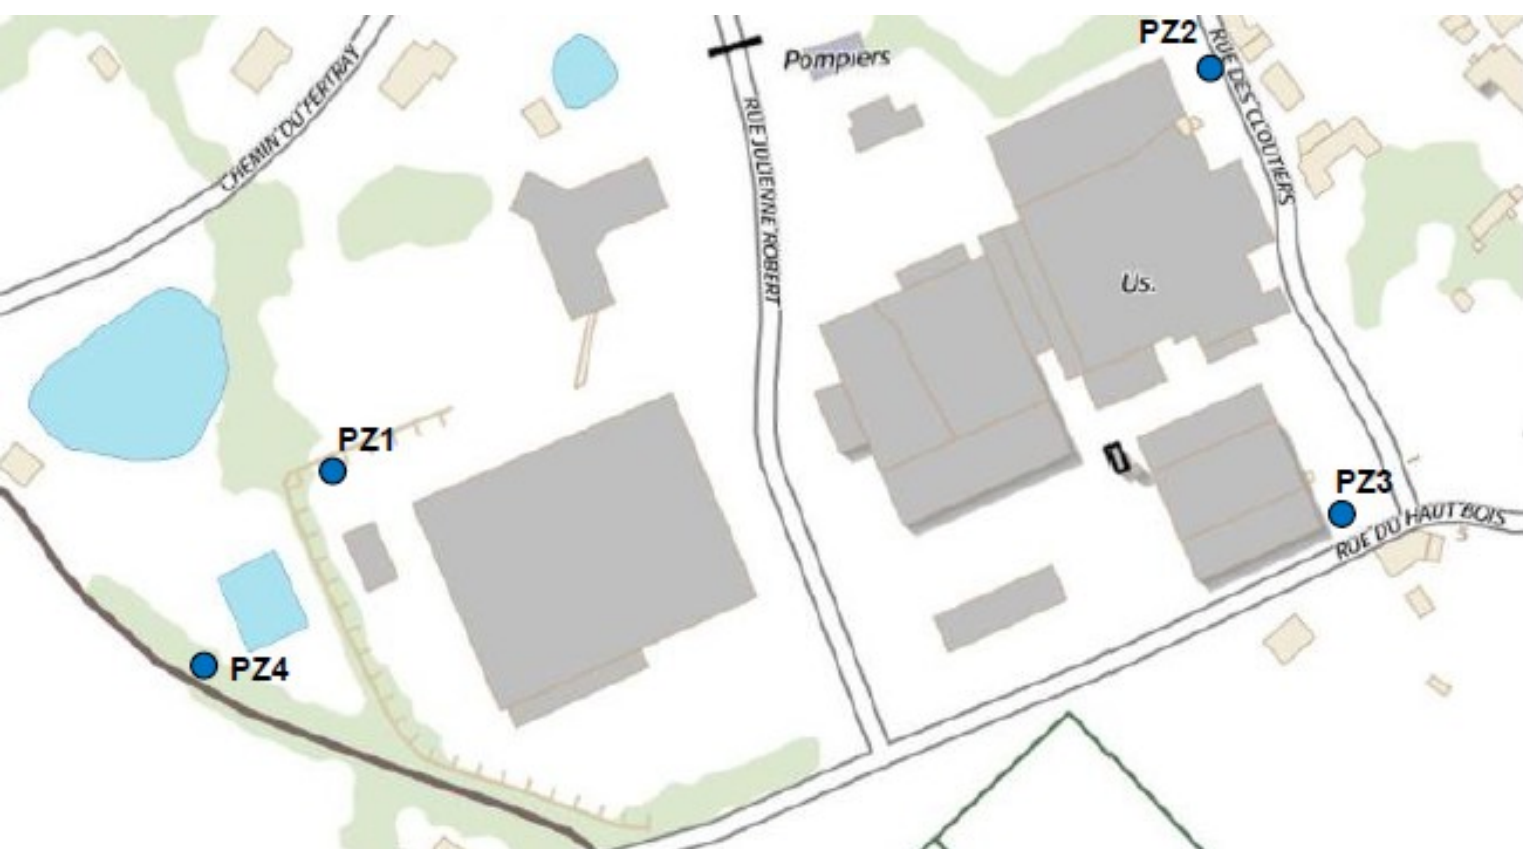 PZ2
Pompiers
RUE DES CLOUTIERS
CHEMIN DU TERTRAY
RUE JULIENNE ROBERT
Us.
PZ1
PZ3
RUE DU HAUT BOIS
PZ4